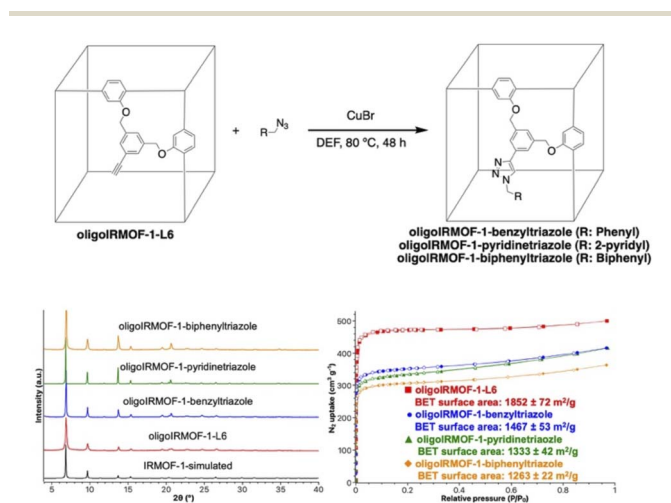 O
O
+
R
N3
CuBr
DEF, 80 ºC, 48 h
O
O
N
N
N
R
oligoIRMOF-1-L6
oligoIRMOF-1-benzyltriazole (R: Phenyl)
oligoIRMOF-1-pyridinetriazole (R: 2-pyridyl)
oligoIRMOF-1-biphenyltriazole (R: Biphenyl)
Intensity (a.u.)
oligoIRMOF-1-biphenyltriazole
oligoIRMOF-1-pyridinetriazole
oligoIRMOF-1-benzyltriazole
oligoIRMOF-1-L6
IRMOF-1-simulated
5 10 15 20 25 30 35 40
2θ (°)
N2 uptake (cm3 g-1)
500
400
300
200
100
0
oligoIRMOF-1-L6
BET surface area: 1852 ± 72 m2/g
oligoIRMOF-1-benzyltriazole
BET surface area: 1467 ± 53 m2/g
oligoIRMOF-1-pyridinetriaozle
BET surface area: 1333 ± 42 m2/g
oligoIRMOF-1-biphenyltriazole
BET surface area: 1263 ± 22 m2/g
0 0.2 0.4 0.6 0.8 1
Relative pressure (P/P0)